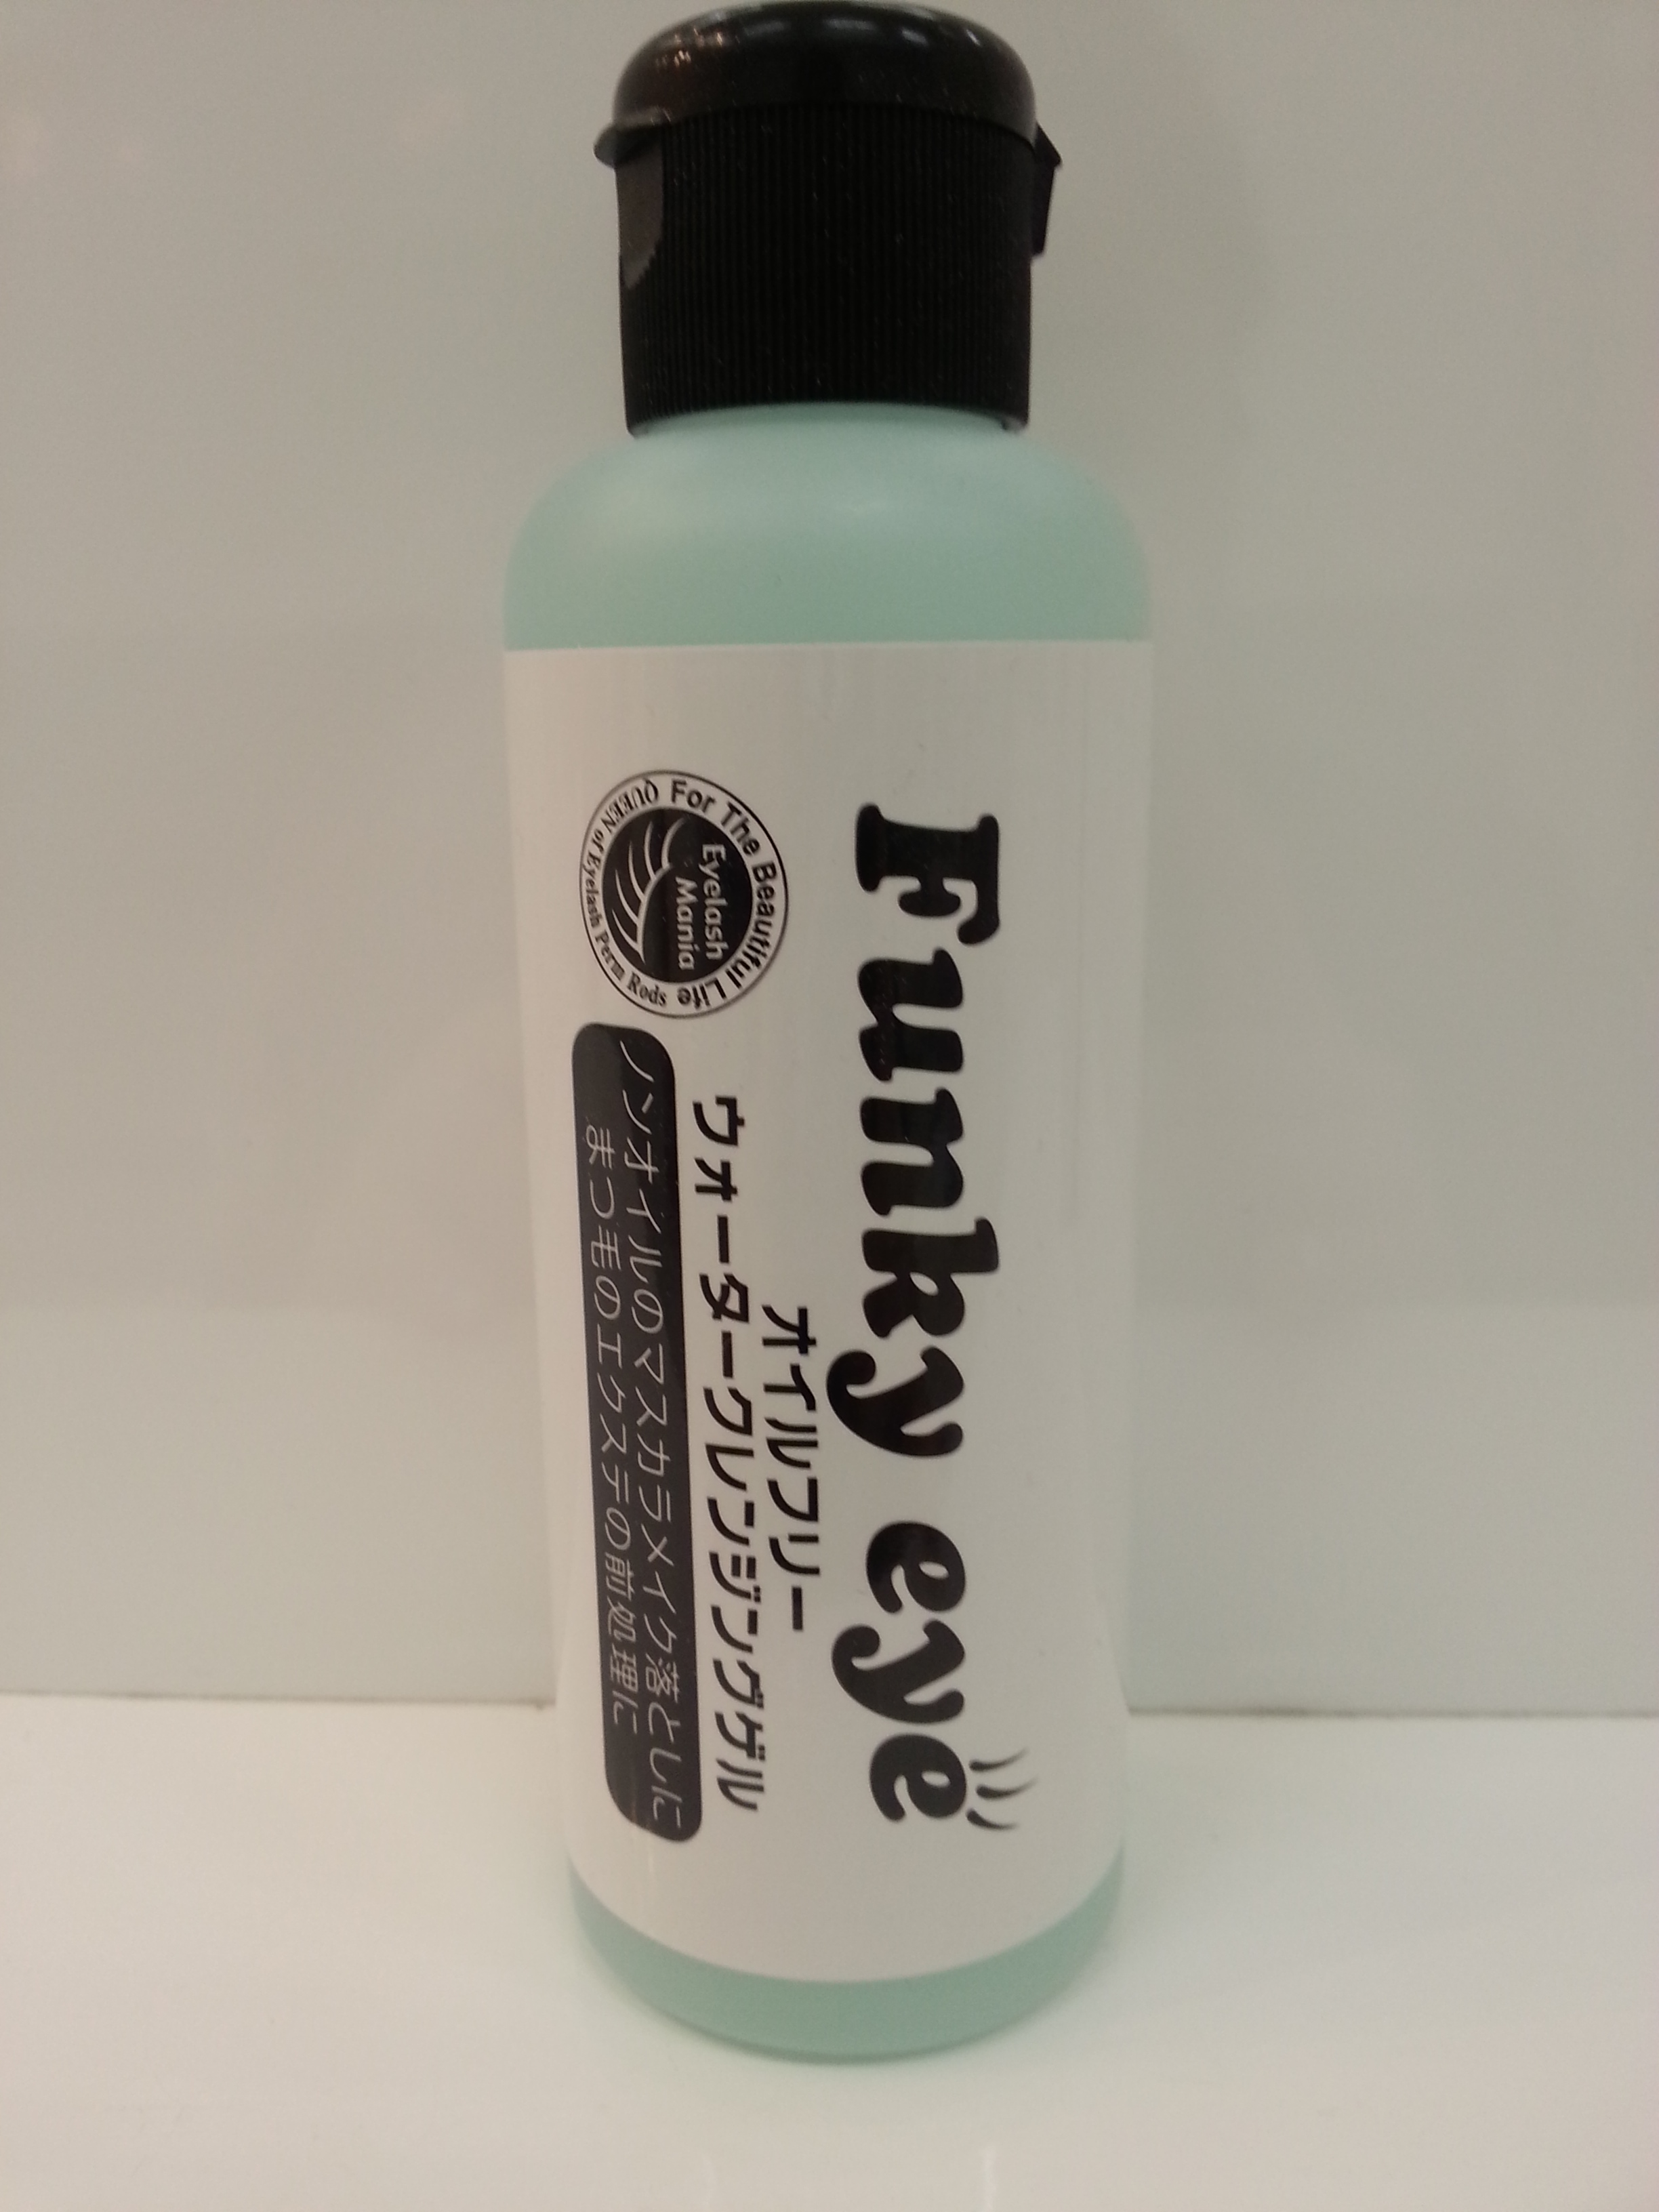 Funky eye
オイルフリー
ウォータークレンジングゲル
For The Beautiful Life
Eyelash
Mania
QUEEN of Eyelash Perm Rods
ノンオイルのマスカラメイク落としに
まつ毛のエクステの前処理に